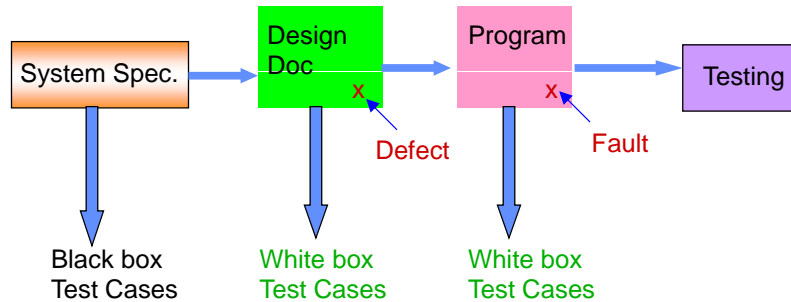 System Spec.
Design
Doc
x
Defect
Program
x
Fault
Testing
Black box
Test Cases
White box
Test Cases
White box
Test Cases